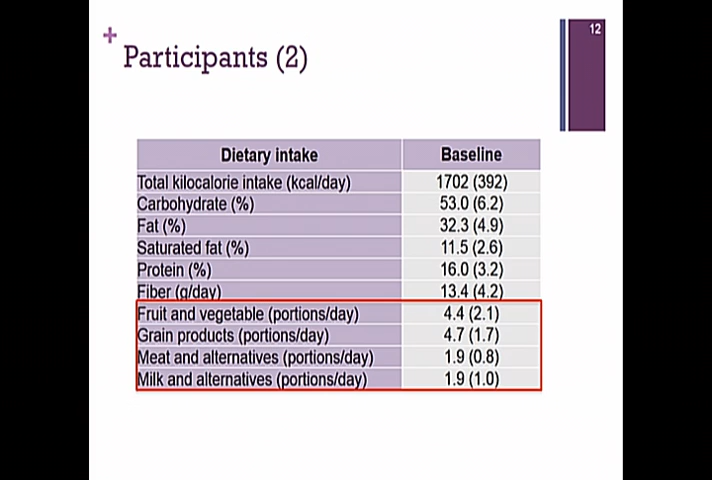 12
+
Participants (2)
Dietary intake Baseline
Total kilocalorie intake (kcal/day) 1702 (392)
Carbohydrate (%) 53.0 (6.2)
Fat (%) 32.3 (4.9)
Saturated fat (%) 11.5 (2.6)
Protein (%) 16.0 (3.2)
Fiber (g/day) 13.4 (4.2)
Fruit and vegetable (portions/day) 4.4 (2.1)
Grain products (portions/day) 4.7 (1.7)
Meat and alternatives (portions/day) 1.9 (0.8)
Milk and alternatives (portions/day) 1.9 (1.0)